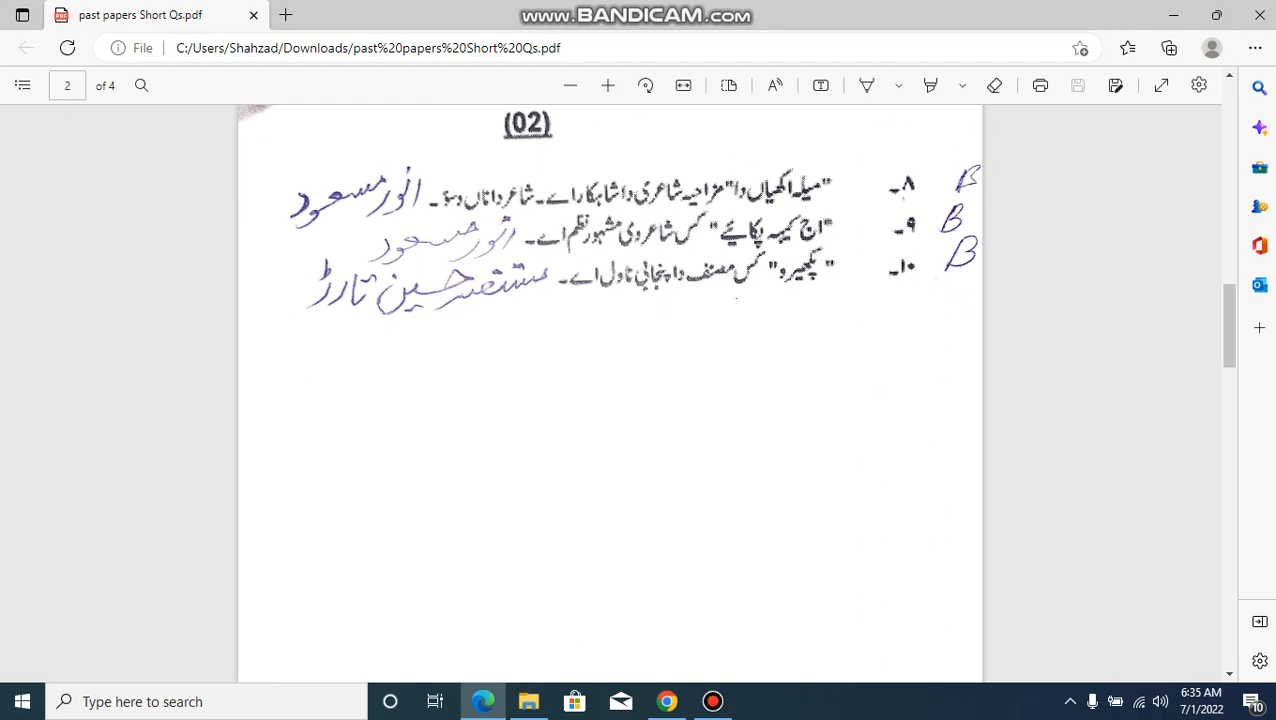 www.BANDICAM.com
past papers Short Qs.pdf
File
C:/Users/Shahzad/Downloads/past%20papers%20Short%20Qs.pdf
2 of 4
(02)
۸۔ "میلہ اکھیاں دا" مزاحیہ شاعری دا شاہکار اے۔ شاعر دا ناں دسو۔ انور مسعود B
۹۔ "اج کیہ پکائیے" کس شاعر دی مشہور نظم اے۔ انور مسعود B
۱۰۔ "پکھیرو" کس مصنف دا پنجابی ناول اے۔ مستنصر حسین تارڑ B
Type here to search
6:35 AM
7/1/2022
10